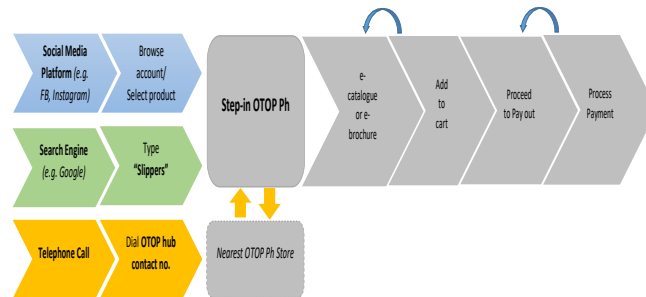 Social Media
Platform (e.g.
FB, Instagram)
Browse
account/
Select product
Step-in OTOP Ph
e-
catalogue
or e-
brochure
Add
to
cart
Proceed
to Pay out
Process
Payment
Search Engine
(e.g. Google)
Type
“Slippers”
Telephone Call
Dial OTOP hub
contact no.
Nearest OTOP Ph Store